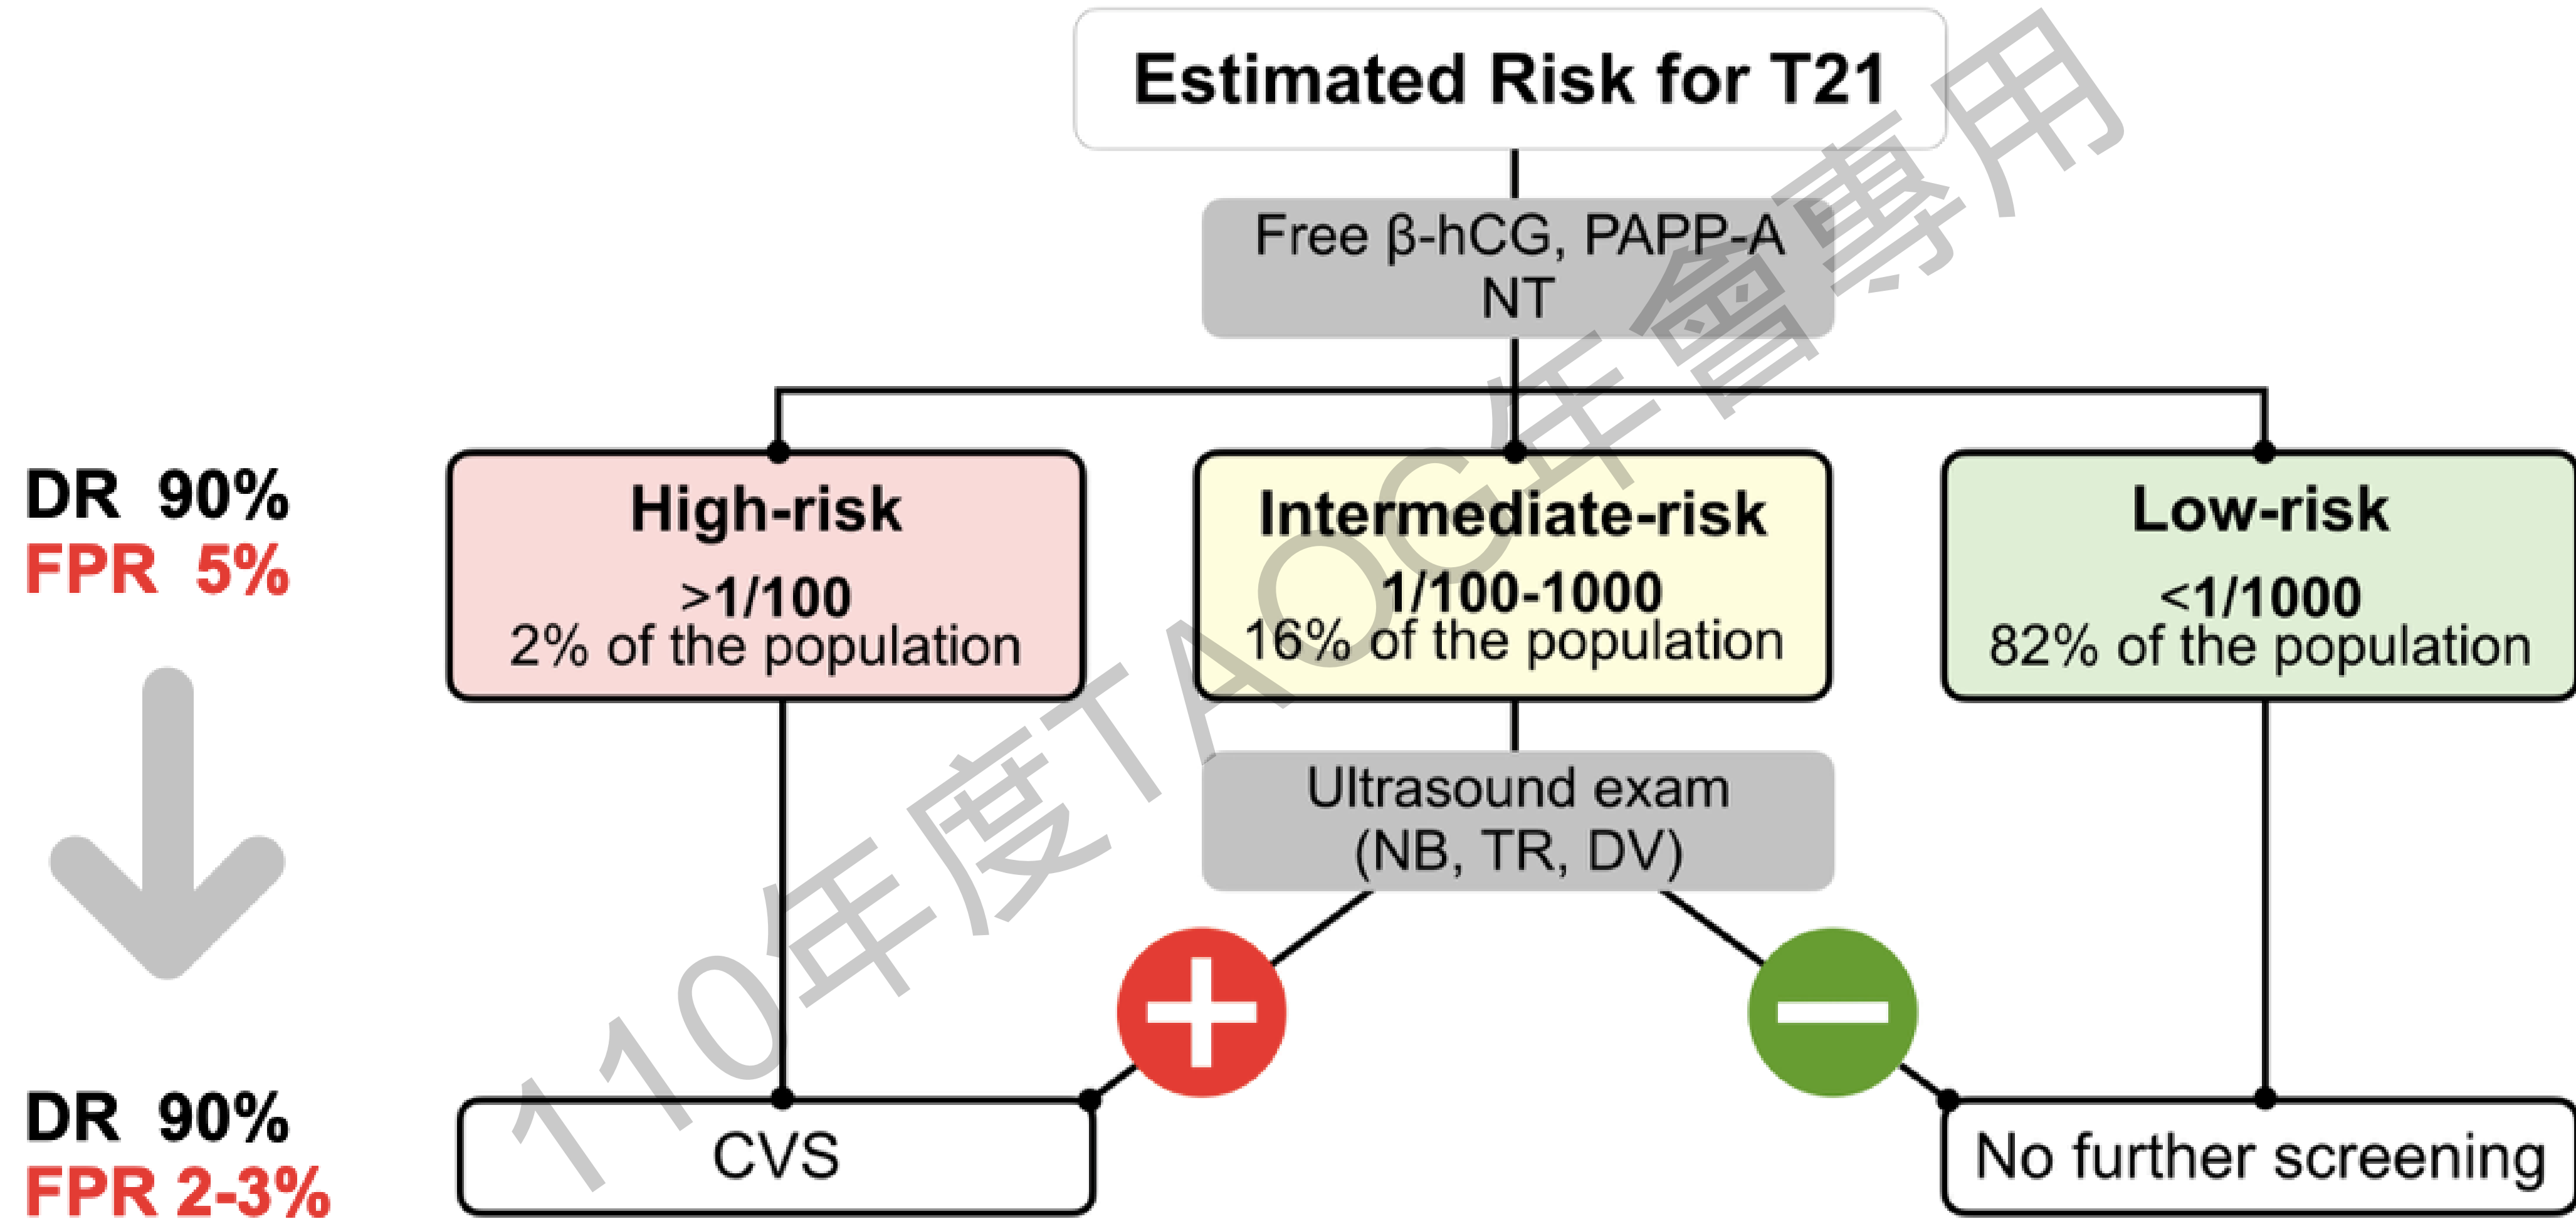 Estimated Risk for T21
Free β-hCG, PAPP-A
NT
DR 90%
FPR 5%
High-risk
>1/100
2% of the population
Intermediate-risk
1/100-1000
16% of the population
Low-risk
<1/1000
82% of the population
Ultrasound exam
(NB, TR, DV)
DR 90%
FPR 2-3%
CVS
No further screening
110年度TAOG年會專用